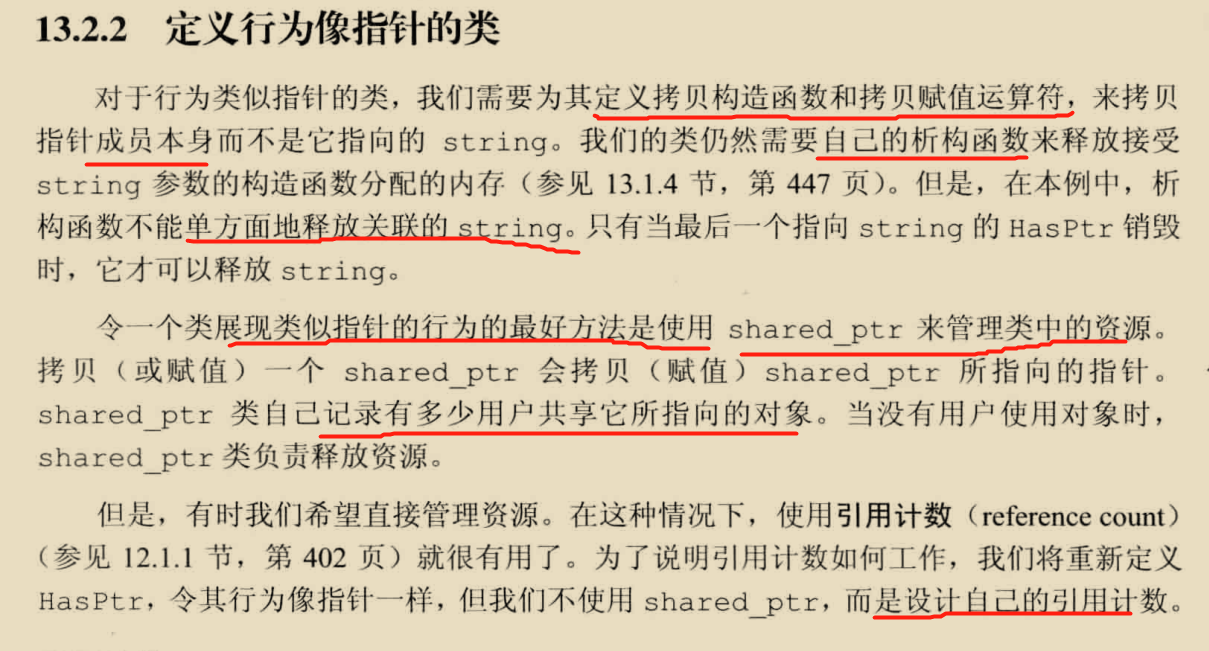 13.2.2 定义行为像指针的类
对于行为类似指针的类，我们需要为其定义拷贝构造函数和拷贝赋值运算符，来拷贝
指针成员本身而不是它指向的 string。我们的类仍然需要自己的析构函数来释放接受
string 参数的构造函数分配的内存（参见 13.1.4 节，第 447 页）。但是，在本例中，析
构函数不能单方面地释放关联的 string。只有当最后一个指向 string 的 HasPtr 销毁
时，它才可以释放 string。
令一个类展现类似指针的行为的最好方法是使用 shared_ptr 来管理类中的资源。
拷贝（或赋值）一个 shared_ptr 会拷贝（赋值）shared_ptr 所指向的指针。
shared_ptr 类自己记录有多少用户共享它所指向的对象。当没有用户使用对象时，
shared_ptr 类负责释放资源。
但是，有时我们希望直接管理资源。在这种情况下，使用引用计数（reference count）
（参见 12.1.1 节，第 402 页）就很有用了。为了说明引用计数如何工作，我们将重新定义
HasPtr，令其行为像指针一样，但我们不使用 shared_ptr，而是设计自己的引用计数。